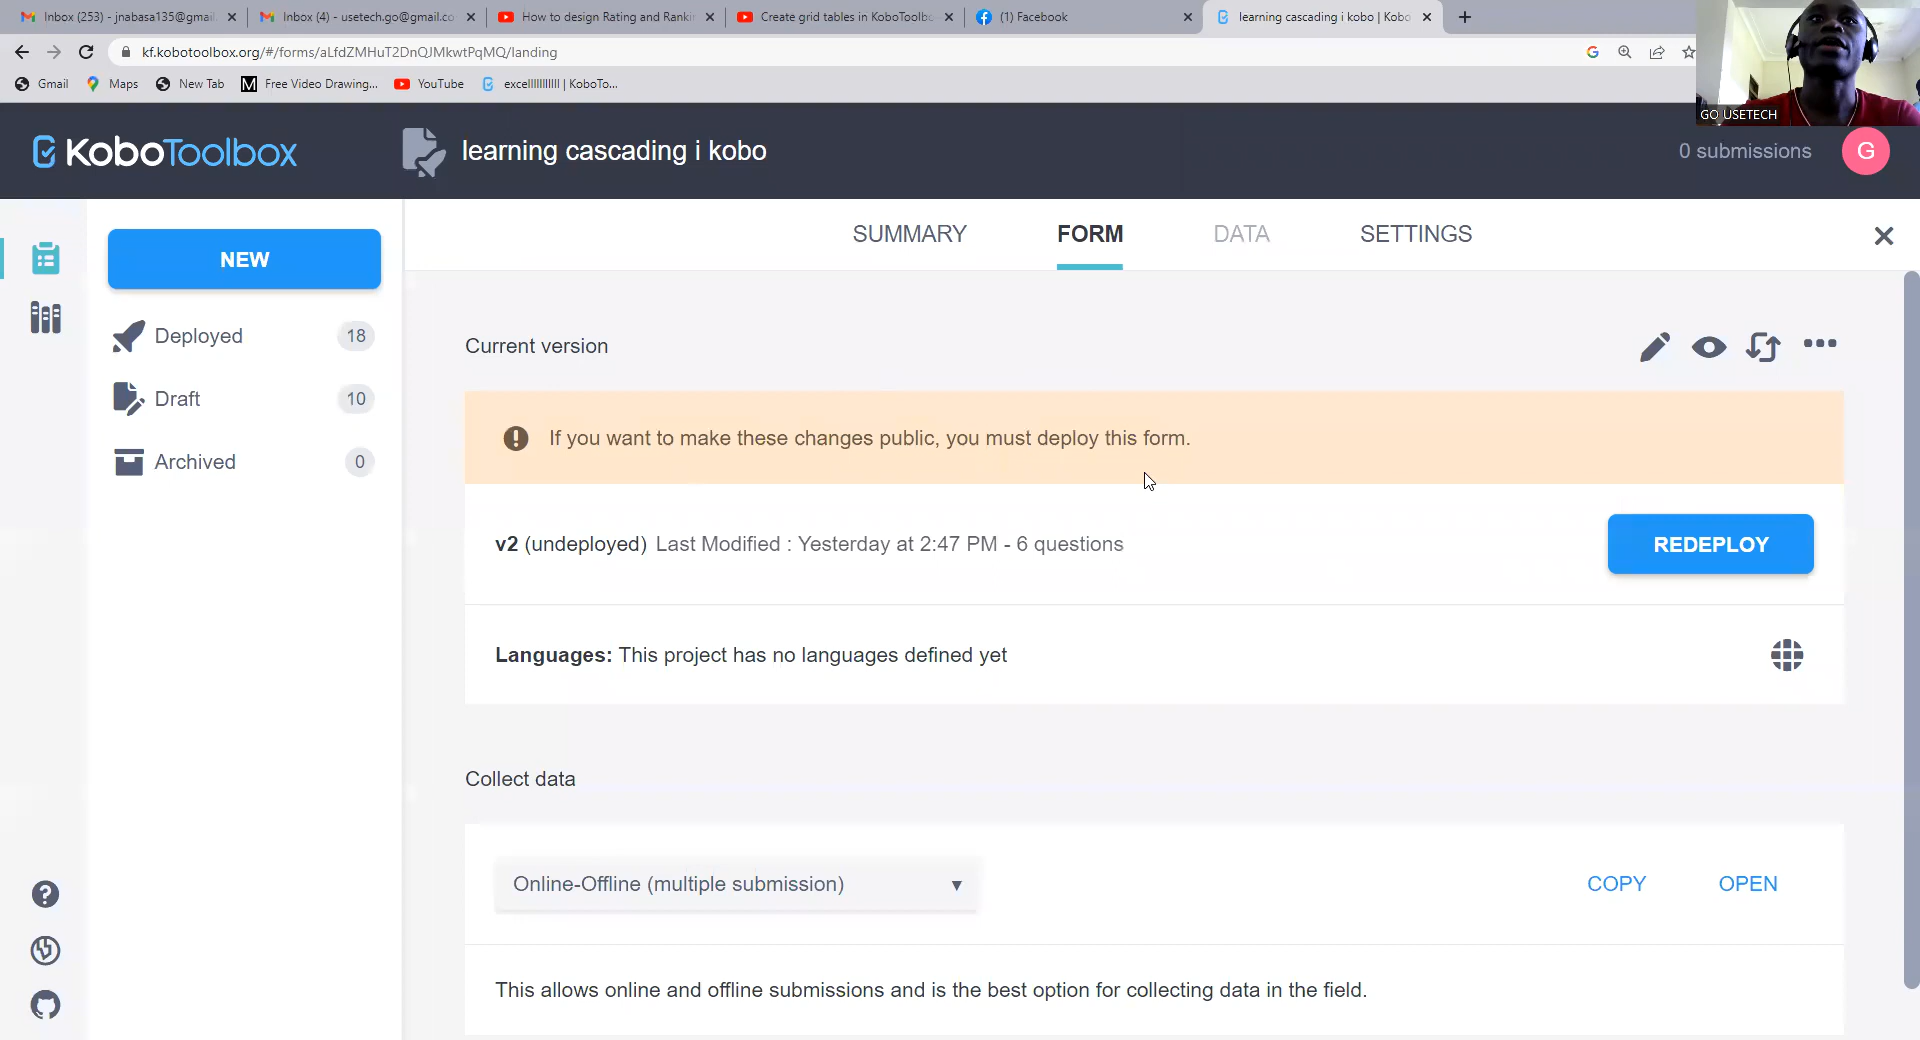 Inbox (253) - jnabasa135@gmail.
Inbox (4) - usetech.go@gmail.co
How to design Rating and Ranki
Create grid tables in KoboToolbo
(1) Facebook
learning cascading i kobo | Kobo
kf.kobotoolbox.org/#/forms/aLfdZMHuT2DnQJMkwtPqMQ/landing
Gmail
Maps
New Tab
Free Video Drawing...
YouTube
excelllllllllll | KoboTo...
GO USETECH
KoboToolbox
learning cascading i kobo
0 submissions
G
NEW
Deployed 18
Draft 10
Archived 0
SUMMARY
FORM
DATA
SETTINGS
Current version
If you want to make these changes public, you must deploy this form.
v2 (undeployed) Last Modified : Yesterday at 2:47 PM - 6 questions
REDEPLOY
Languages: This project has no languages defined yet
Collect data
Online-Offline (multiple submission)
COPY
OPEN
This allows online and offline submissions and is the best option for collecting data in the field.